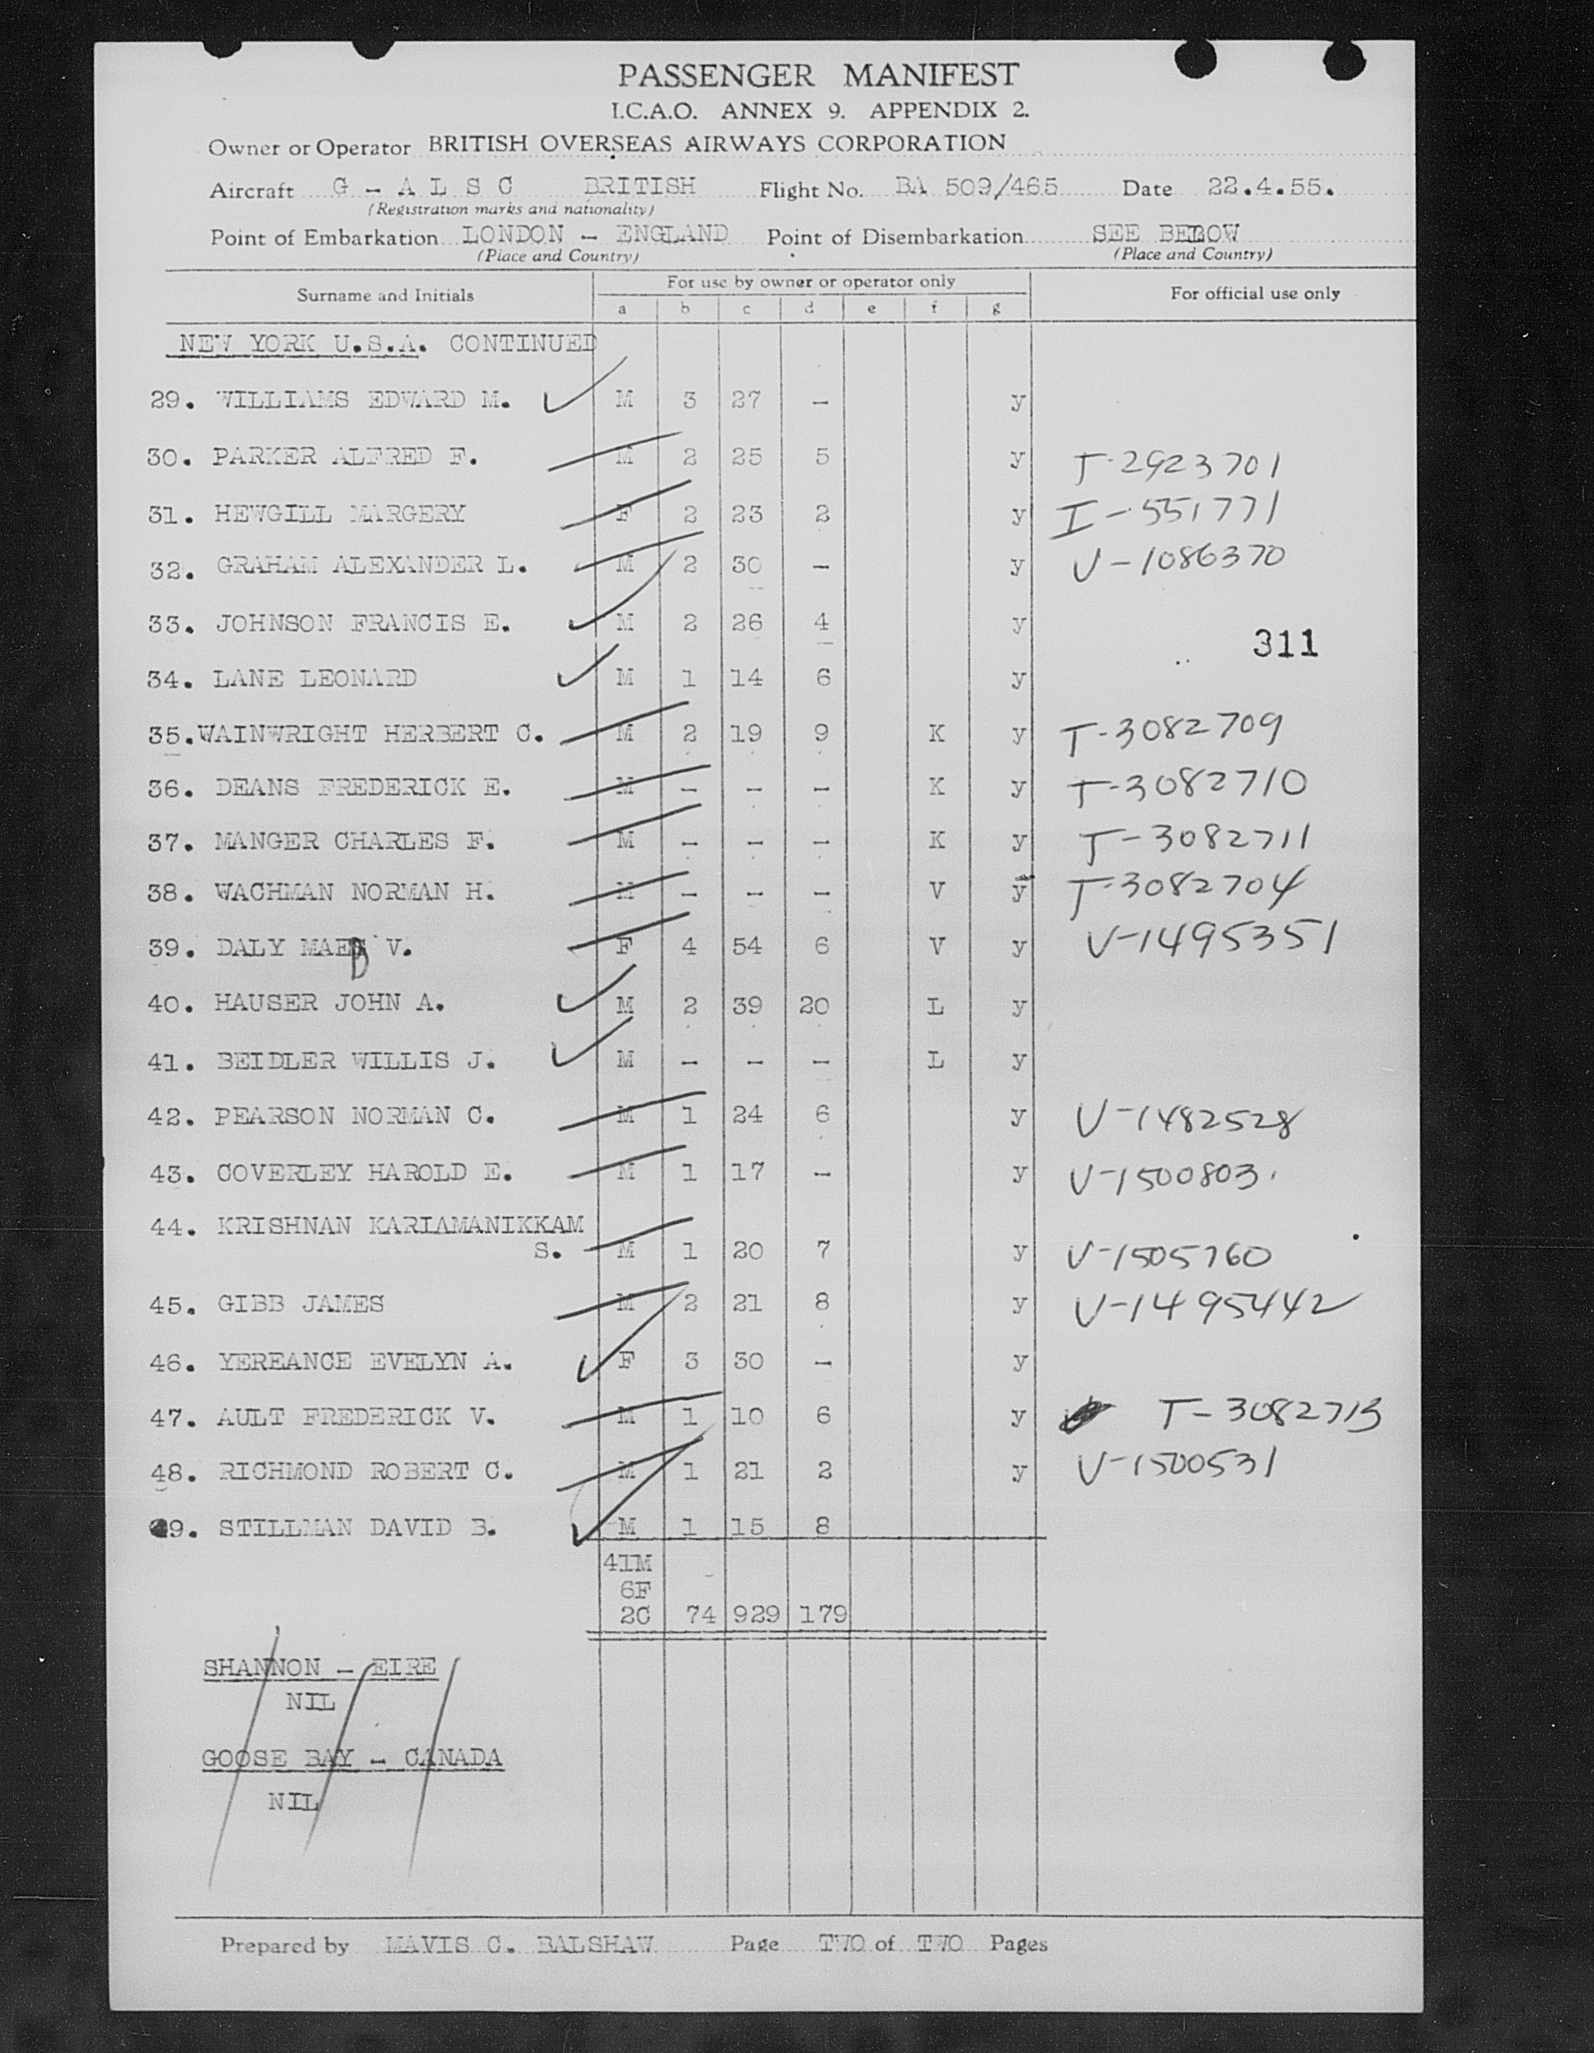 PASSENGER MANIFEST
I.C.A.O. ANNEX 9. APPENDIX 2.
Owner or Operator BRITISH OVERSEAS AIRWAYS CORPORATION
Aircraft G - A L S C BRITISH Flight No. BA 509/465 Date 22.4.55.
(Registration marks and nationality)
Point of Embarkation LONDON - ENGLAND Point of Disembarkation SEE BELOW
(Place and Country) (Place and Country)
Surname and Initials For use by owner or operator only For official use only
a b c d e f g
NEW YORK U.S.A. CONTINUED
29. WILLIAMS EDWARD M. M 3 27 - y
30. PARKER ALFRED F. M 2 25 5 y T-2923701
31. HEWGILL MARGERY F 2 23 2 y I-551771
32. GRAHAM ALEXANDER L. M 2 30 - y V-1086370
33. JOHNSON FRANCIS E. M 2 26 4 y
311
34. LANE LEONARD M 1 14 6 y
35.WAINWRIGHT HERBERT C. M 2 19 9 K y T-3082709
36. DEANS FREDERICK E. M - - - K y T-3082710
37. MANGER CHARLES F. M - - - K y T-3082711
38. WACHMAN NORMAN H. M - - - V y T-3082704
39. DALY MAEB V. F 4 54 6 V y V-1495351
40. HAUSER JOHN A. M 2 39 20 L y
41. BEIDLER WILLIS J. M - - - L y
42. PEARSON NORMAN C. M 1 24 6 y V-1482528
43. COVERLEY HAROLD E. M 1 17 - y V-1500803
44. KRISHNAN KARIAMANIKKAM
S. M 1 20 7 y V-1505760
45. GIBB JAMES M 2 21 8 y V-1495442
46. YEREANCE EVELYN A. F 3 30 - y
47. AULT FREDERICK V. M 1 10 6 y T-3082713
48. RICHMOND ROBERT C. M 1 21 2 y V-1500531
49. STILLMAN DAVID B. M 1 15 8
41M
6F
2C 74 929 179
SHANNON - EIRE
NIL
GOOSE BAY - CANADA
NIL
Prepared by MAVIS C. BALSHAW Page TWO of TWO Pages